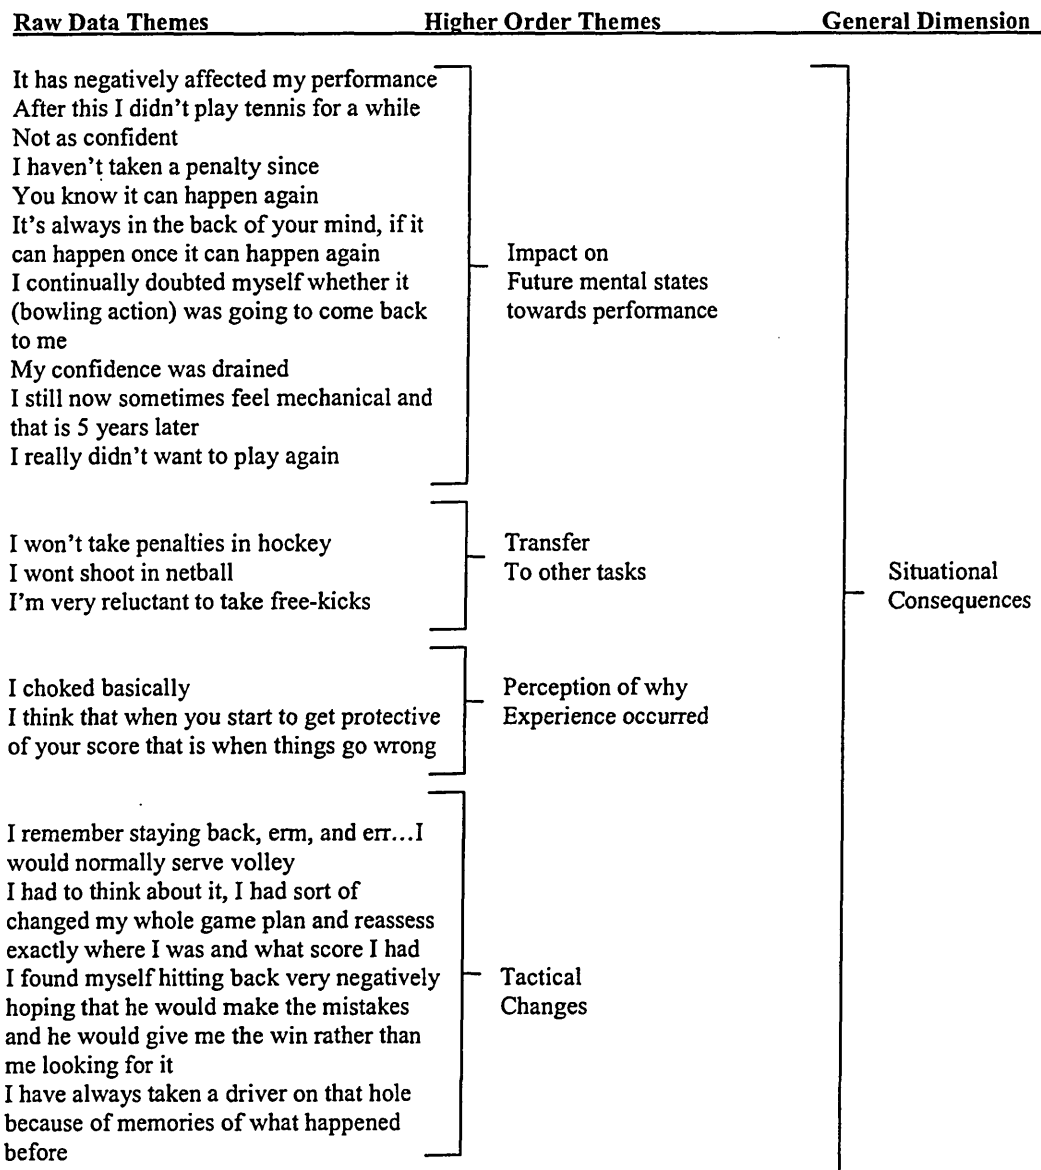 Raw Data Themes Higher Order Themes General Dimension
It has negatively affected my performance
After this I didn't play tennis for a while
Not as confident
I haven't taken a penalty since
You know it can happen again
It's always in the back of your mind, if it
can happen once it can happen again
I continually doubted myself whether it
(bowling action) was going to come back
to me
My confidence was drained
I still now sometimes feel mechanical and
that is 5 years later
I really didn't want to play again
Impact on
Future mental states
towards performance
I won't take penalties in hockey
I wont shoot in netball
I'm very reluctant to take free-kicks
Transfer
To other tasks
I choked basically
I think that when you start to get protective
of your score that is when things go wrong
Perception of why
Experience occurred
I remember staying back, erm, and err...I
would normally serve volley
I had to think about it, I had sort of
changed my whole game plan and reassess
exactly where I was and what score I had
I found myself hitting back very negatively
hoping that he would make the mistakes
and he would give me the win rather than
me looking for it
I have always taken a driver on that hole
because of memories of what happened
before
Tactical
Changes
Situational
Consequences